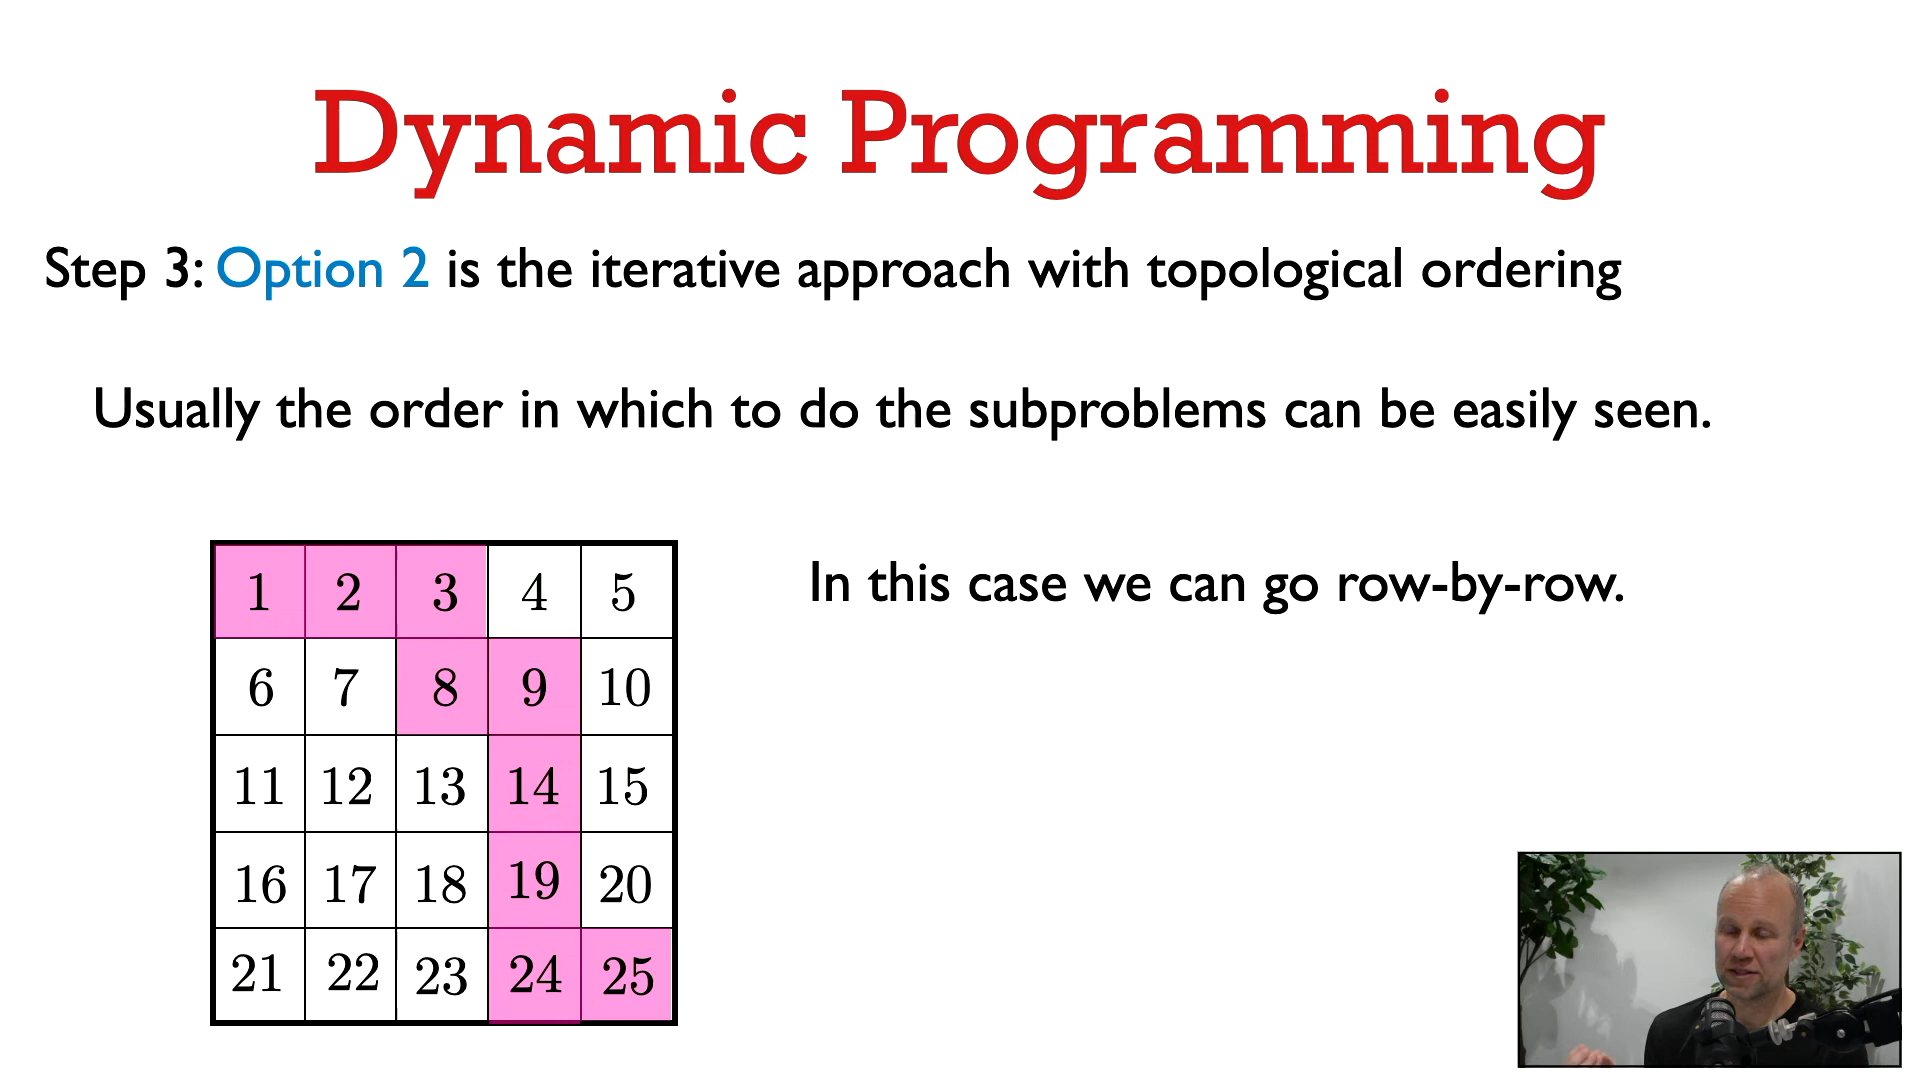 Dynamic Programming
Step 3: Option 2 is the iterative approach with topological ordering
Usually the order in which to do the subproblems can be easily seen.
In this case we can go row-by-row.
1 2 3 4 5
6 7 8 9 10
11 12 13 14 15
16 17 18 19 20
21 22 23 24 25